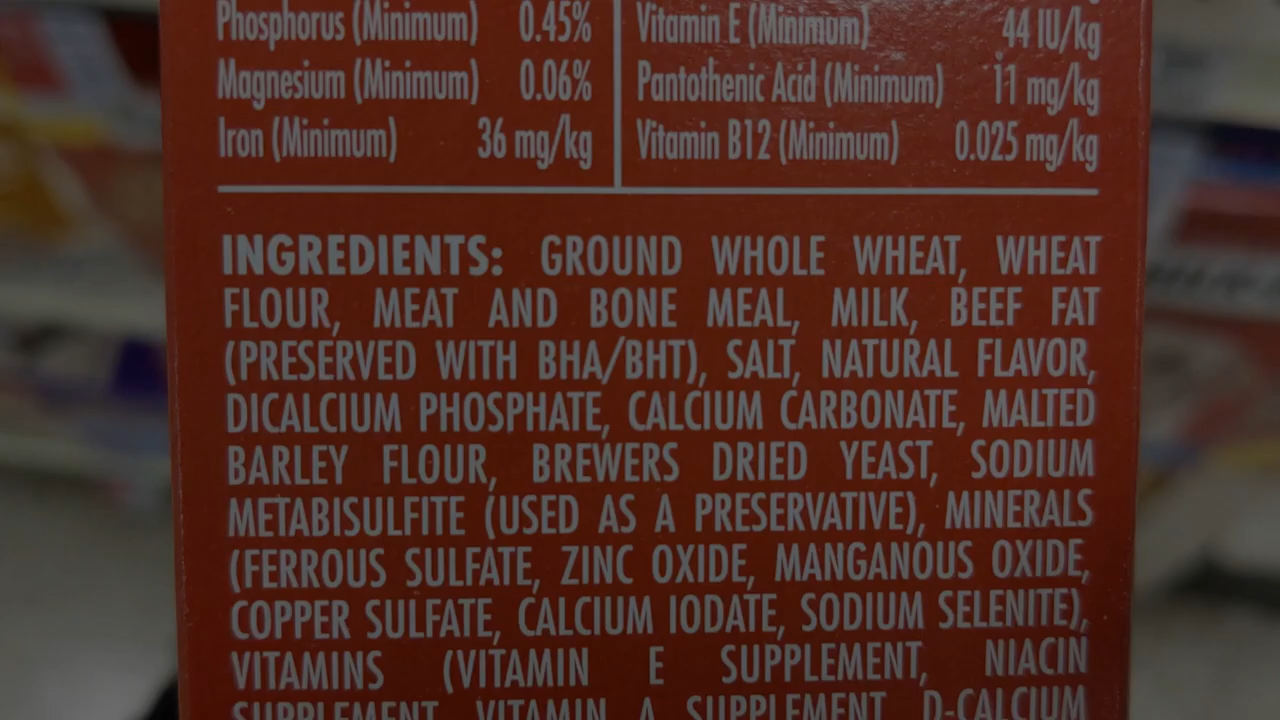 Phosphorus (Minimum) 0.45%
Magnesium (Minimum) 0.06%
Iron (Minimum) 36 mg/kg
Vitamin E (Minimum) 44 IU/kg
Pantothenic Acid (Minimum) 11 mg/kg
Vitamin B12 (Minimum) 0.025 mg/kg
INGREDIENTS: GROUND WHOLE WHEAT, WHEAT
FLOUR, MEAT AND BONE MEAL, MILK, BEEF FAT
(PRESERVED WITH BHA/BHT), SALT, NATURAL FLAVOR,
DICALCIUM PHOSPHATE, CALCIUM CARBONATE, MALTED
BARLEY FLOUR, BREWERS DRIED YEAST, SODIUM
METABISULFITE (USED AS A PRESERVATIVE), MINERALS
(FERROUS SULFATE, ZINC OXIDE, MANGANOUS OXIDE,
COPPER SULFATE, CALCIUM IODATE, SODIUM SELENITE),
VITAMINS (VITAMIN E SUPPLEMENT, NIACIN
SUPPLEMENT, VITAMIN A SUPPLEMENT, D-CALCIUM